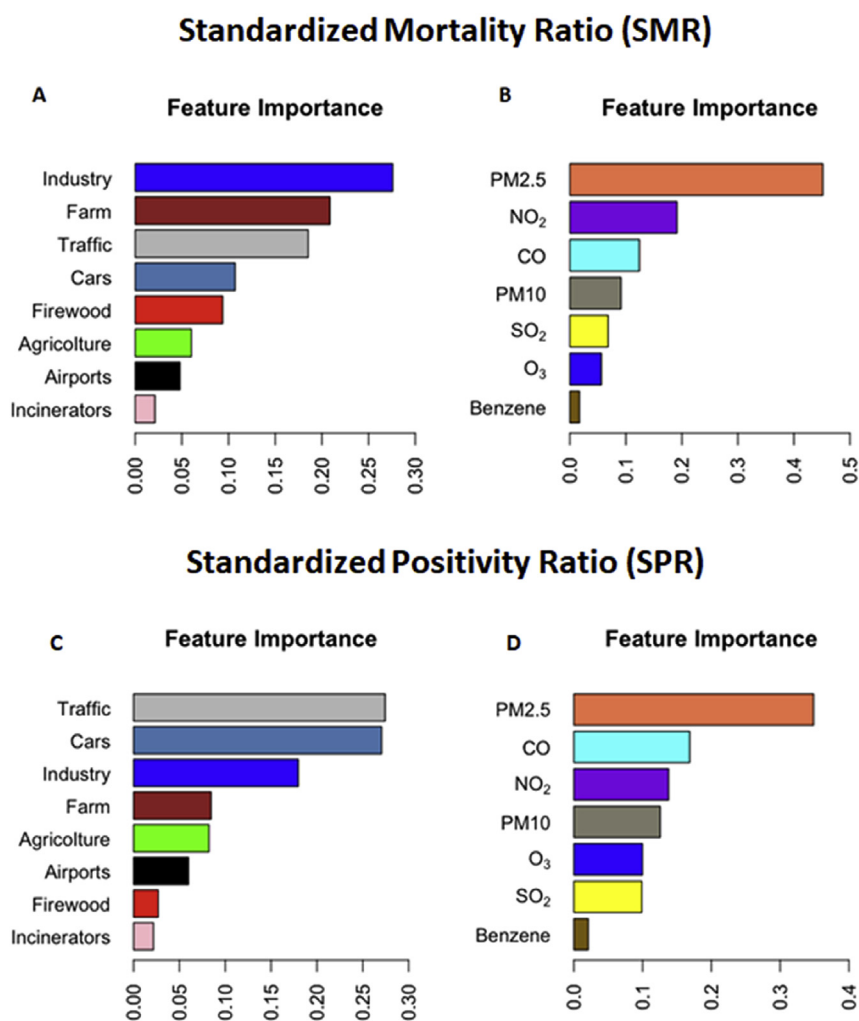 Standardized Mortality Ratio (SMR)
A
Feature Importance
Industry
Farm
Traffic
Cars
Firewood
Agricolture
Airports
Incinerators
0.00 0.05 0.10 0.15 0.20 0.25 0.30
B
Feature Importance
PM2.5
NO₂
CO
PM10
SO₂
O₃
Benzene
0.0 0.1 0.2 0.3 0.4 0.5
Standardized Positivity Ratio (SPR)
C
Feature Importance
Traffic
Cars
Industry
Farm
Agricolture
Airports
Firewood
Incinerators
0.00 0.05 0.10 0.15 0.20 0.25 0.30
D
Feature Importance
PM2.5
CO
NO₂
PM10
O₃
SO₂
Benzene
0.0 0.1 0.2 0.3 0.4